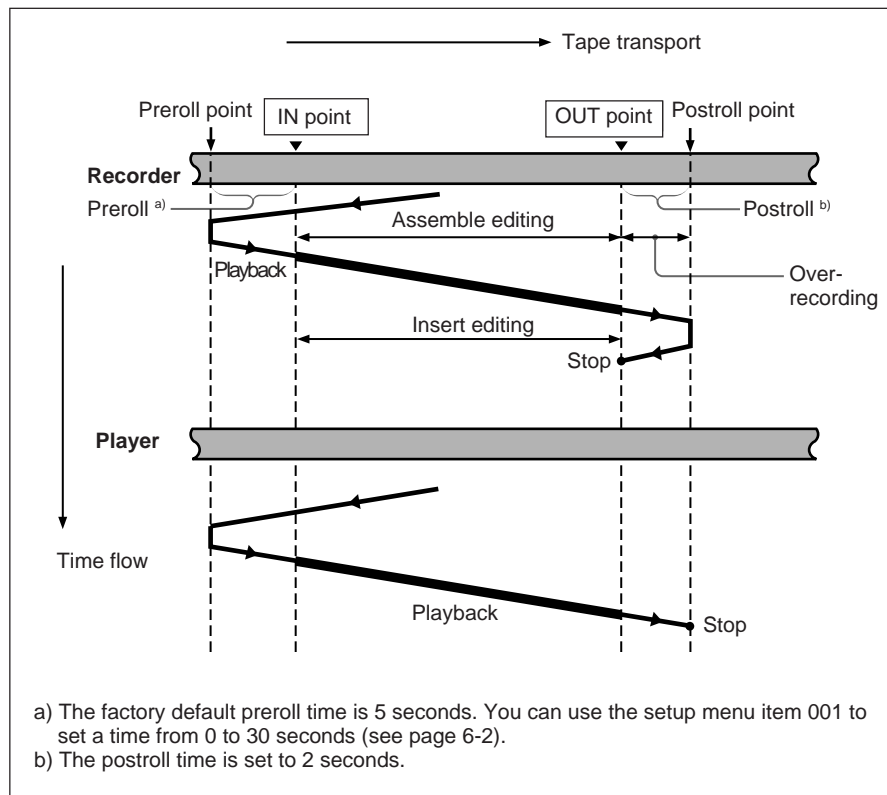 Tape transport
Preroll point
IN point
OUT point
Postroll point
Recorder
Preroll a)
Assemble editing
Postroll b)
Playback
Over-
recording
Insert editing
Stop
Player
Time flow
Playback
Stop
a) The factory default preroll time is 5 seconds. You can use the setup menu item 001 to
set a time from 0 to 30 seconds (see page 6-2).
b) The postroll time is set to 2 seconds.